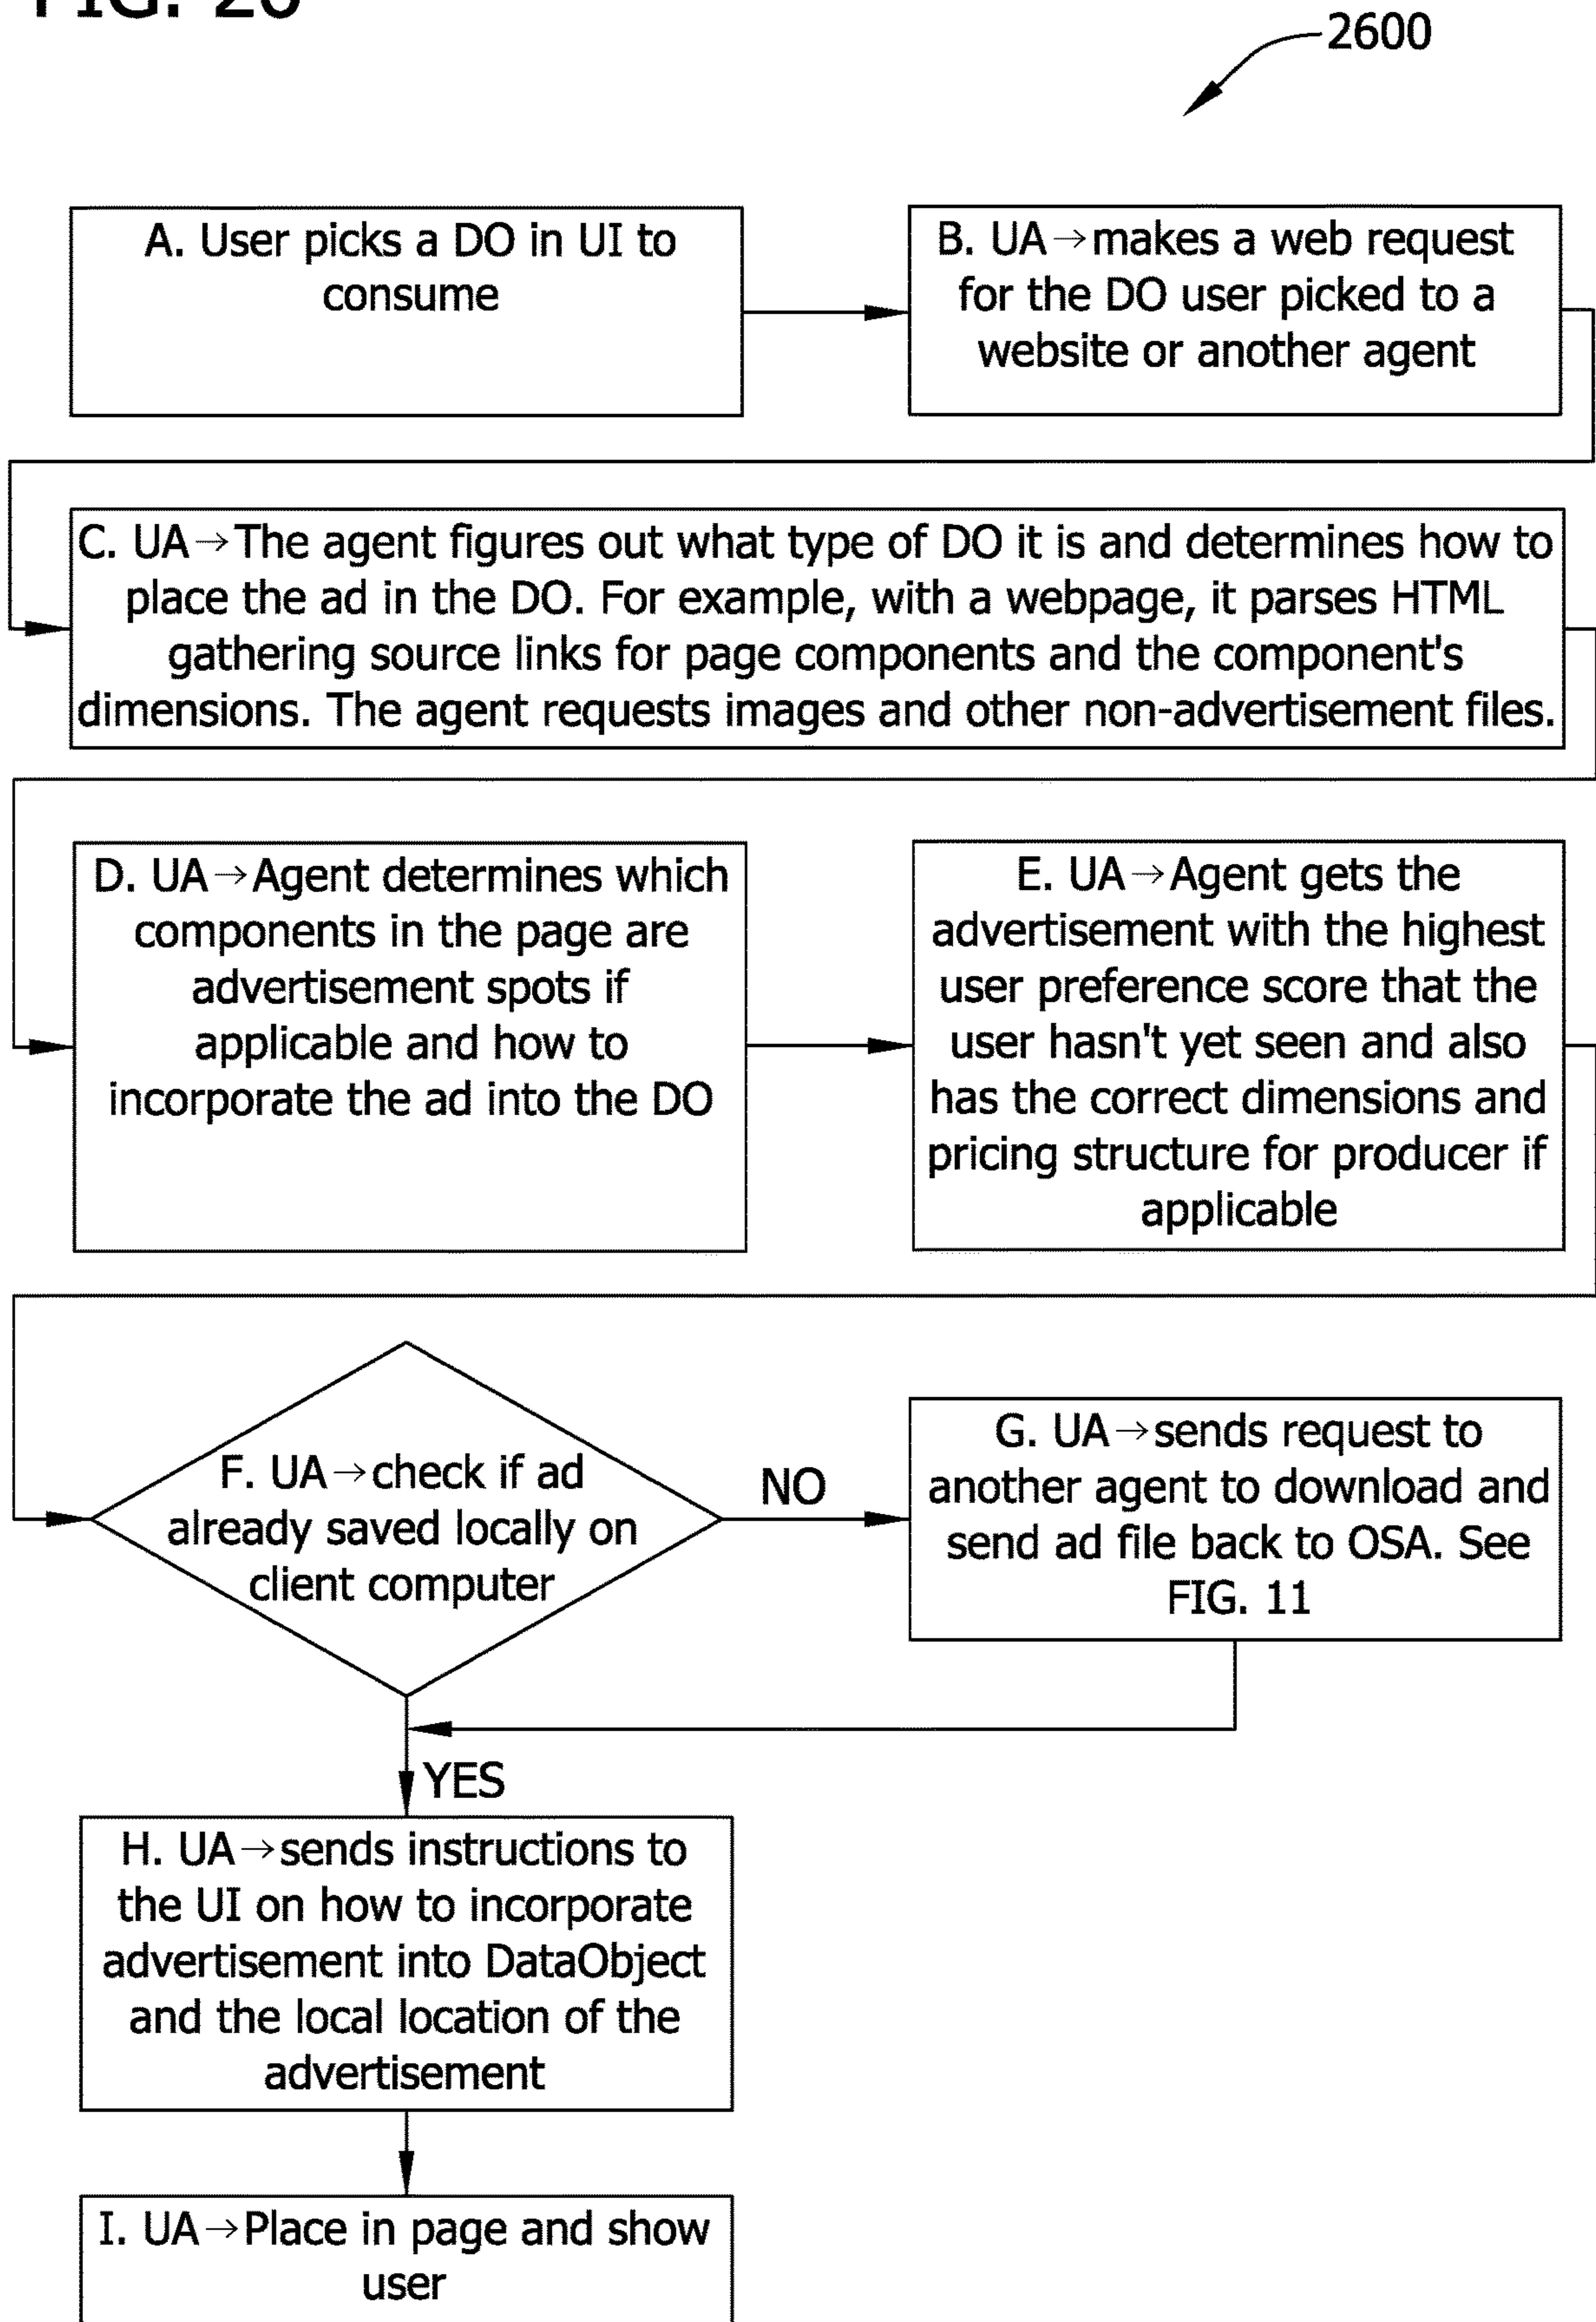 FIG. 26
2600
A. User picks a DO in UI to
consume
B. UA→makes a web request
for the DO user picked to a
website or another agent
C. UA→The agent figures out what type of DO it is and determines how to
place the ad in the DO. For example, with a webpage, it parses HTML
gathering source links for page components and the component's
dimensions. The agent requests images and other non-advertisement files.
D. UA→Agent determines which
components in the page are
advertisement spots if
applicable and how to
incorporate the ad into the DO
E. UA→Agent gets the
advertisement with the highest
user preference score that the
user hasn't yet seen and also
has the correct dimensions and
pricing structure for producer if
applicable
F. UA→check if ad
already saved locally on
client computer
NO
G. UA→sends request to
another agent to download and
send ad file back to OSA. See
FIG. 11
YES
H. UA→sends instructions to
the UI on how to incorporate
advertisement into DataObject
and the local location of the
advertisement
I. UA→Place in page and show
user